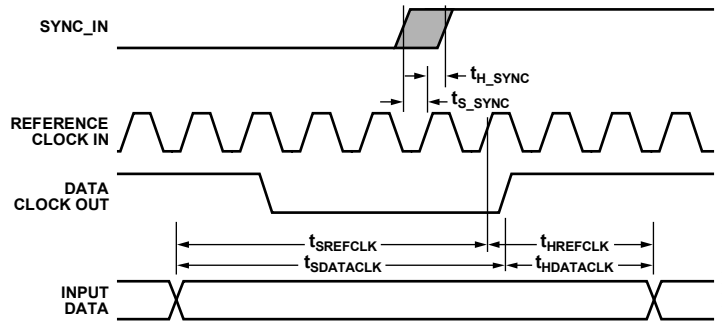 SYNC_IN
tH_SYNC
tS_SYNC
REFERENCE
CLOCK IN
DATA
CLOCK OUT
tSREFCLK
tHREFCLK
tSDATACLK
tHDATACLK
INPUT
DATA